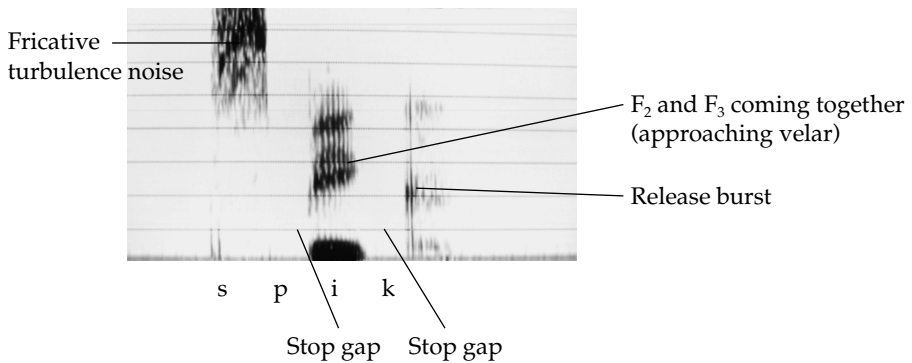 Fricative
turbulence noise
F₂ and F₃ coming together
(approaching velar)
Release burst
s p i k
Stop gap Stop gap